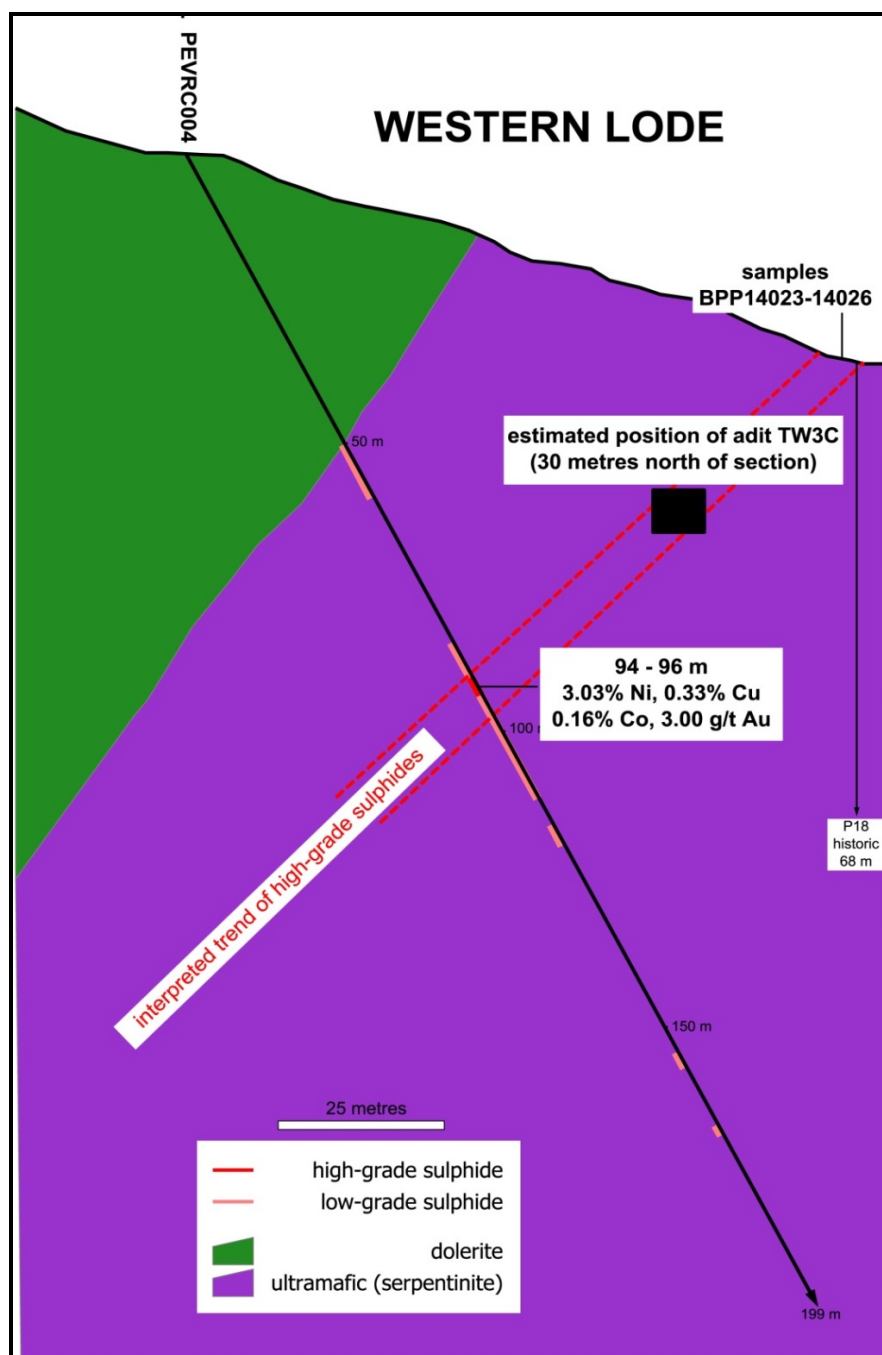 PEVRC004
WESTERN LODE
samples
BPP14023-14026
50 m
estimated position of adit TW3C
(30 metres north of section)
94 - 96 m
3.03% Ni, 0.33% Cu
0.16% Co, 3.00 g/t Au
100 m
interpreted trend of high-grade sulphides
P18
historic
68 m
150 m
25 metres
high-grade sulphide
low-grade sulphide
dolerite
ultramafic (serpentinite)
199 m